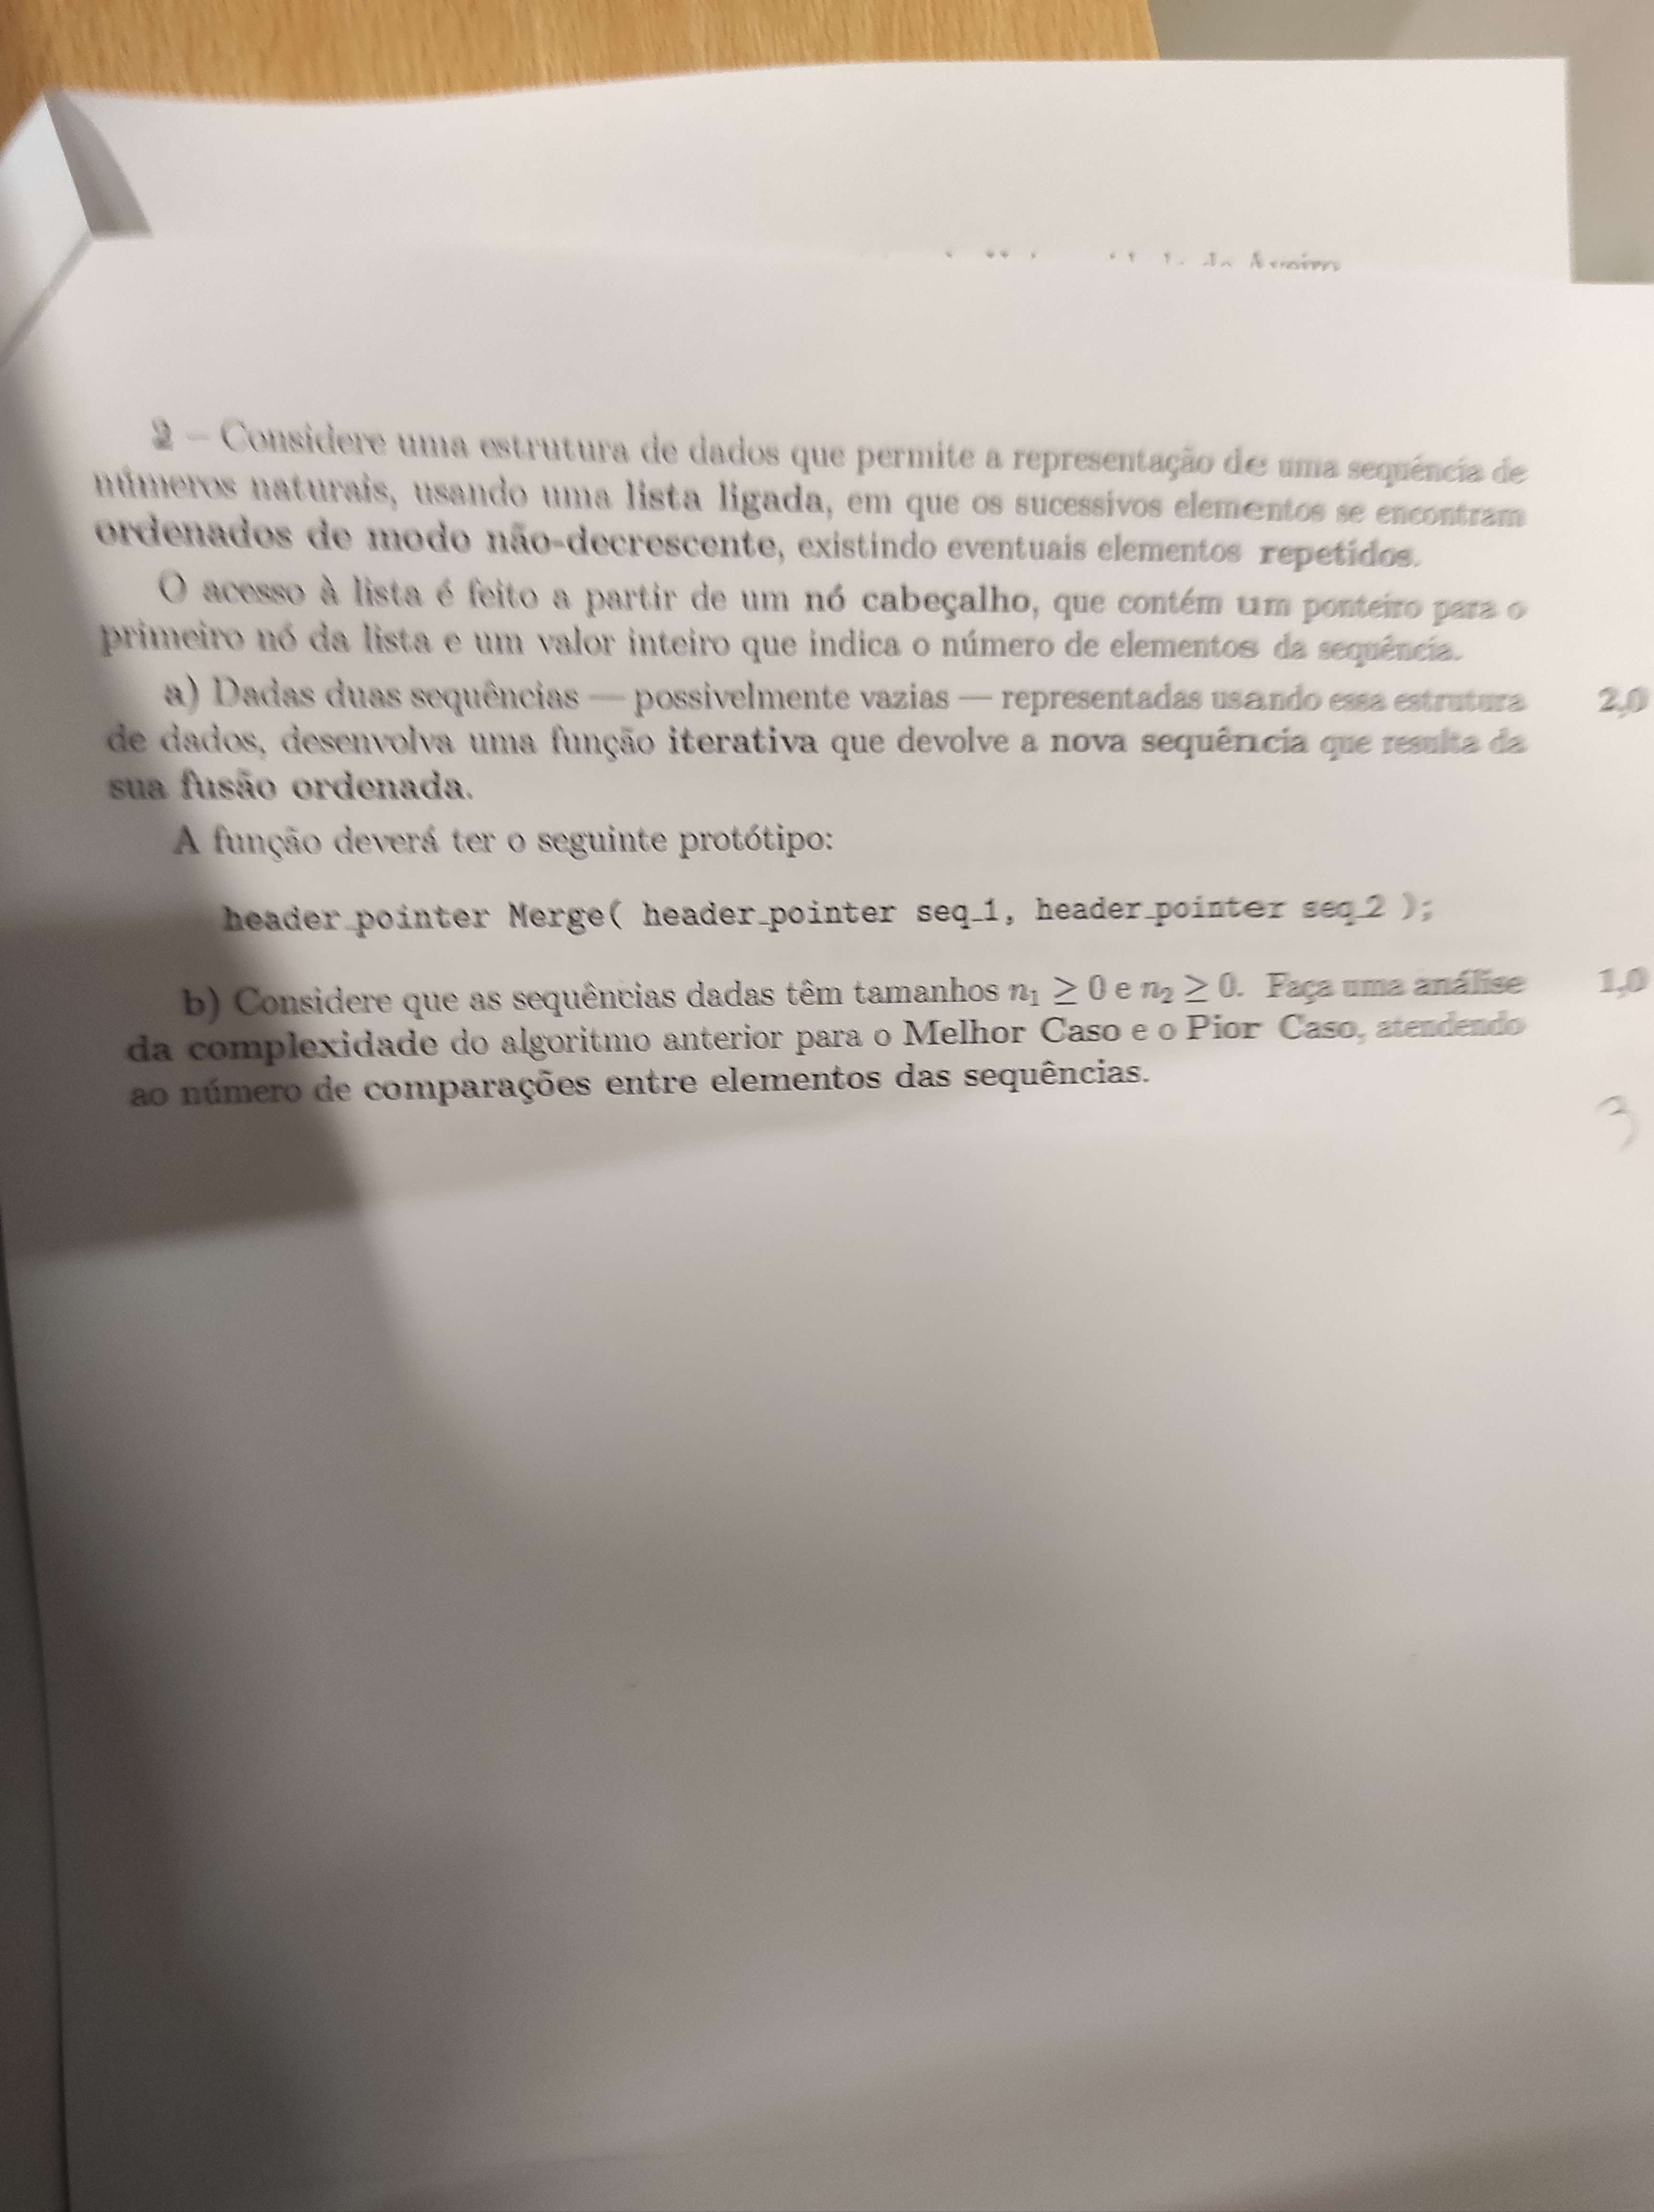 2 – Considere uma estrutura de dados que permite a representação de uma sequência de
números naturais, usando uma lista ligada, em que os sucessivos elementos se encontram
ordenados de modo não-decrescente, existindo eventuais elementos repetidos.
O acesso à lista é feito a partir de um nó cabeçalho, que contém um ponteiro para o
primeiro nó da lista e um valor inteiro que indica o número de elementos da sequência.
a) Dadas duas sequências — possivelmente vazias — representadas usando essa estrutura 2,0
de dados, desenvolva uma função iterativa que devolve a nova sequência que resulta da
sua fusão ordenada.
A função deverá ter o seguinte protótipo:
header_pointer Merge( header_pointer seq_1, header_pointer seq_2 );
b) Considere que as sequências dadas têm tamanhos n₁ ≥ 0 e n₂ ≥ 0. Faça uma análise 1,0
da complexidade do algoritmo anterior para o Melhor Caso e o Pior Caso, atendendo
ao número de comparações entre elementos das sequências.
3